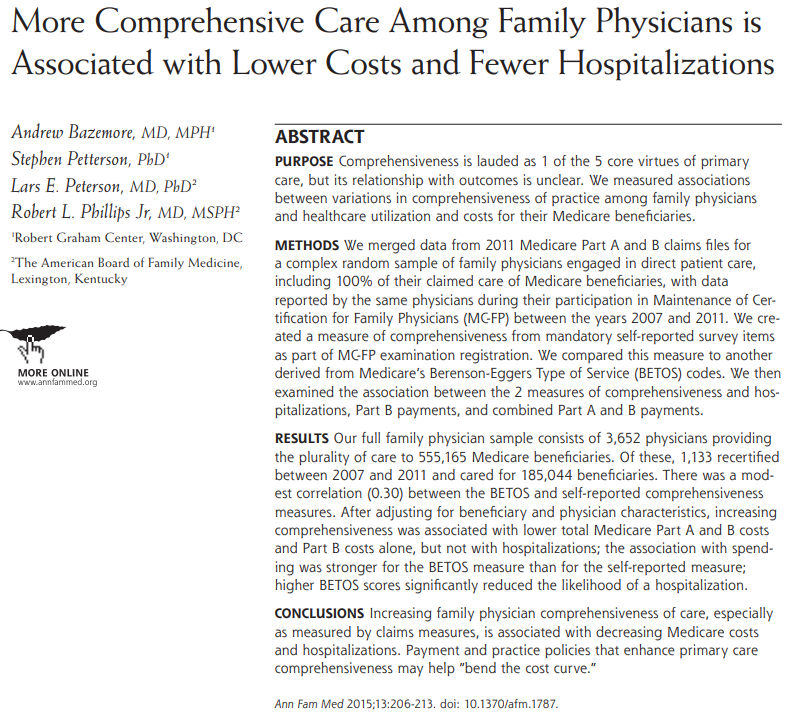 More Comprehensive Care Among Family Physicians is
Associated with Lower Costs and Fewer Hospitalizations
Andrew Bazemore, MD, MPH¹
Stephen Petterson, PhD¹
Lars E. Peterson, MD, PhD²
Robert L. Phillips Jr, MD, MSPH²
¹Robert Graham Center, Washington, DC
²The American Board of Family Medicine,
Lexington, Kentucky
MORE ONLINE
www.annfammed.org
ABSTRACT
PURPOSE Comprehensiveness is lauded as 1 of the 5 core virtues of primary
care, but its relationship with outcomes is unclear. We measured associations
between variations in comprehensiveness of practice among family physicians
and healthcare utilization and costs for their Medicare beneficiaries.
METHODS We merged data from 2011 Medicare Part A and B claims files for
a complex random sample of family physicians engaged in direct patient care,
including 100% of their claimed care of Medicare beneficiaries, with data
reported by the same physicians during their participation in Maintenance of Cer-
tification for Family Physicians (MC-FP) between the years 2007 and 2011. We cre-
ated a measure of comprehensiveness from mandatory self-reported survey items
as part of MC-FP examination registration. We compared this measure to another
derived from Medicare's Berenson-Eggers Type of Service (BETOS) codes. We then
examined the association between the 2 measures of comprehensiveness and hos-
pitalizations, Part B payments, and combined Part A and B payments.
RESULTS Our full family physician sample consists of 3,652 physicians providing
the plurality of care to 555,165 Medicare beneficiaries. Of these, 1,133 recertified
between 2007 and 2011 and cared for 185,044 beneficiaries. There was a mod-
est correlation (0.30) between the BETOS and self-reported comprehensiveness
measures. After adjusting for beneficiary and physician characteristics, increasing
comprehensiveness was associated with lower total Medicare Part A and B costs
and Part B costs alone, but not with hospitalizations; the association with spend-
ing was stronger for the BETOS measure than for the self-reported measure;
higher BETOS scores significantly reduced the likelihood of a hospitalization.
CONCLUSIONS Increasing family physician comprehensiveness of care, especially
as measured by claims measures, is associated with decreasing Medicare costs
and hospitalizations. Payment and practice policies that enhance primary care
comprehensiveness may help "bend the cost curve."
Ann Fam Med 2015;13:206-213. doi: 10.1370/afm.1787.